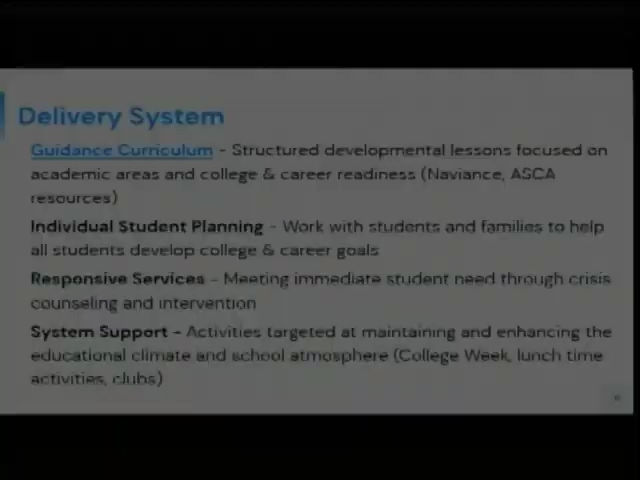 Delivery System
Guidance Curriculum - Structured developmental lessons focused on
academic areas and college & career readiness (Naviance, ASCA
resources)
Individual Student Planning - Work with students and families to help
all students develop college & career goals
Responsive Services - Meeting immediate student need through crisis
counseling and intervention
System Support - Activities targeted at maintaining and enhancing the
educational climate and school atmosphere (College Week, lunch time
activities, clubs)